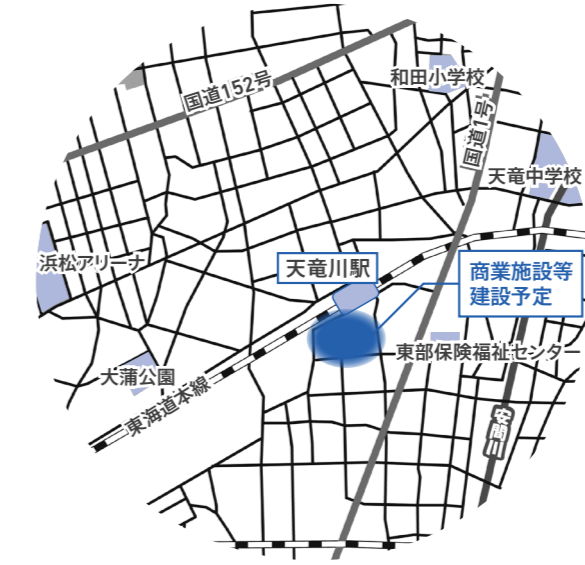 国道152号
和田小学校
国道1号
天竜中学校
浜松アリーナ
天竜川駅
商業施設等
建設予定
東部保険福祉センター
大蒲公園
東海道本線
安間川